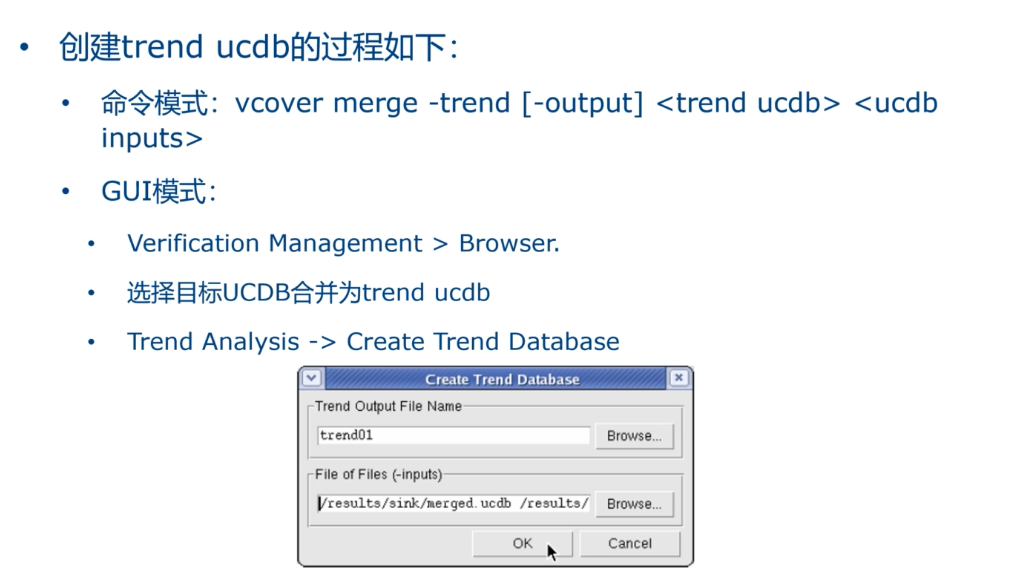 • 创建trend ucdb的过程如下：
• 命令模式：vcover merge -trend [-output] <trend ucdb> <ucdb
inputs>
• GUI模式：
• Verification Management > Browser.
• 选择目标UCDB合并为trend ucdb
• Trend Analysis -> Create Trend Database
Create Trend Database
Trend Output File Name
trend01
Browse...
File of Files (-inputs)
/results/sink/merged.ucdb /results/
Browse...
OK
Cancel